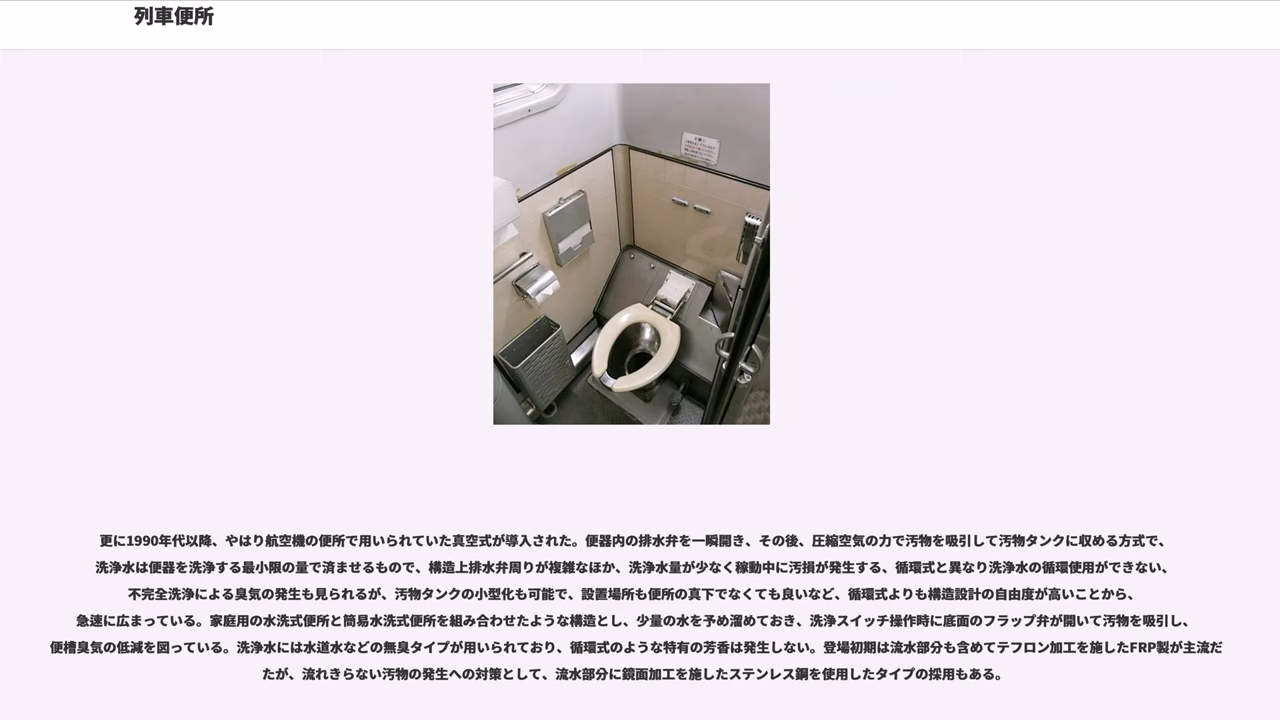 列車便所
更に1990年代以降、やはり航空機の便所で用いられていた真空式が導入された。便器内の排水弁を一瞬開き、その後、圧縮空気の力で汚物を吸引して汚物タンクに収める方式で、
洗浄水は便器を洗浄する最小限の量で済ませるもので、構造上排水弁周りが複雑なほか、洗浄水量が少なく稼動中に汚損が発生する、循環式と異なり洗浄水の循環使用ができない、
不完全洗浄による臭気の発生も見られるが、汚物タンクの小型化も可能で、設置場所も便所の真下でなくても良いなど、循環式よりも構造設計の自由度が高いことから、
急速に広まっている。家庭用の水洗式便所と簡易水洗式便所を組み合わせたような構造とし、少量の水を予め溜めておき、洗浄スイッチ操作時に底面のフラップ弁が開いて汚物を吸引し、
便槽臭気の低減を図っている。洗浄水には水道水などの無臭タイプが用いられており、循環式のような特有の芳香は発生しない。登場初期は流水部分も含めてテフロン加工を施したFRP製が主流だ
たが、流れきらない汚物の発生への対策として、流水部分に鏡面加工を施したステンレス鋼を使用したタイプの採用もある。